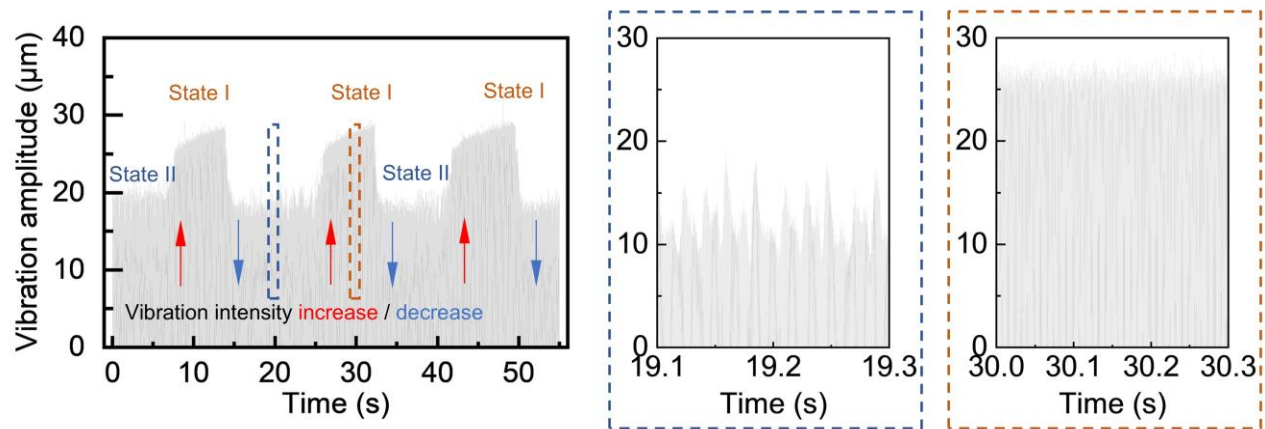 Vibration amplitude (μm)
40
30
20
10
0
State I
State I
State I
State II
State II
Vibration intensity increase / decrease
0
10
20
30
40
50
Time (s)
30
20
10
0
19.1
19.2
19.3
Time (s)
30
20
10
0
30.0
30.1
30.2
30.3
Time (s)